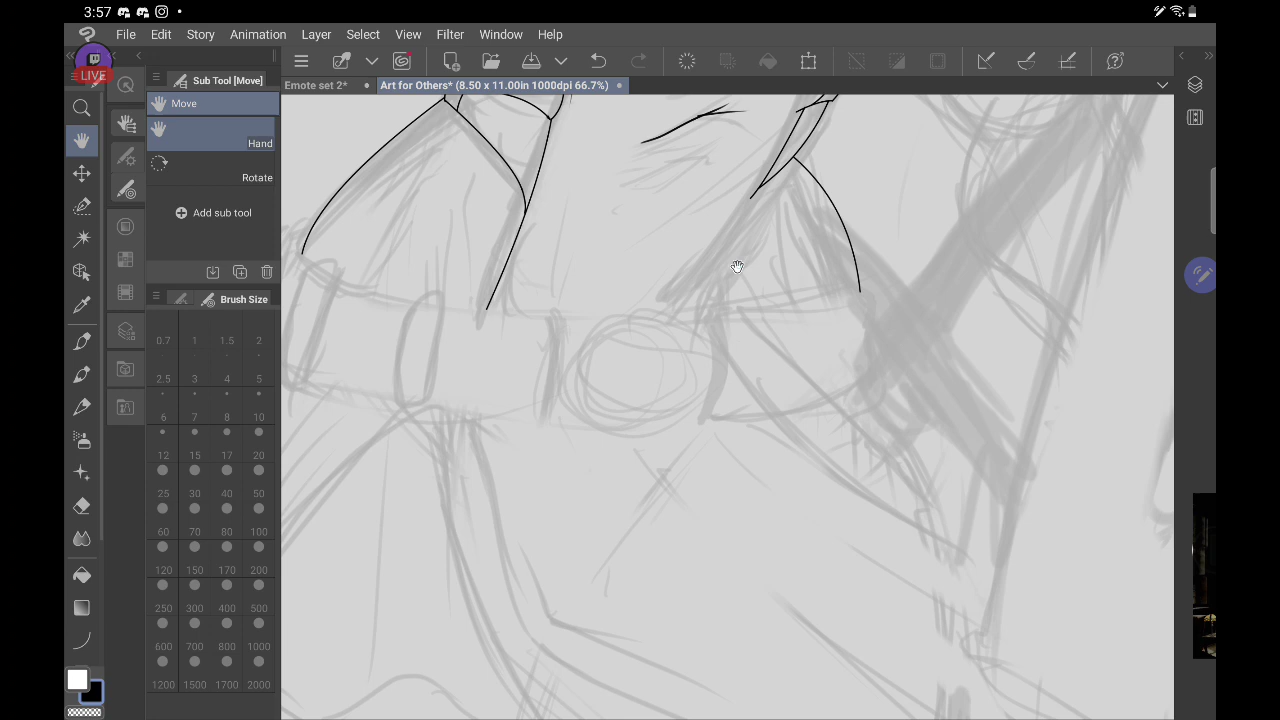 3:57
File Edit Story Animation Layer Select View Filter Window Help
LIVE
Sub Tool [Move]
Emote set 2*
Art for Others* (8.50 x 11.00in 1000dpi 66.7%)
Move
Hand
Rotate
Add sub tool
Brush Size
0.7 1 1.5 2
2.5 3 4 5
6 7 8 10
12 15 17 20
25 30 40 50
60 70 80 100
120 150 170 200
250 300 400 500
600 700 800 1000
1200 1500 1700 2000